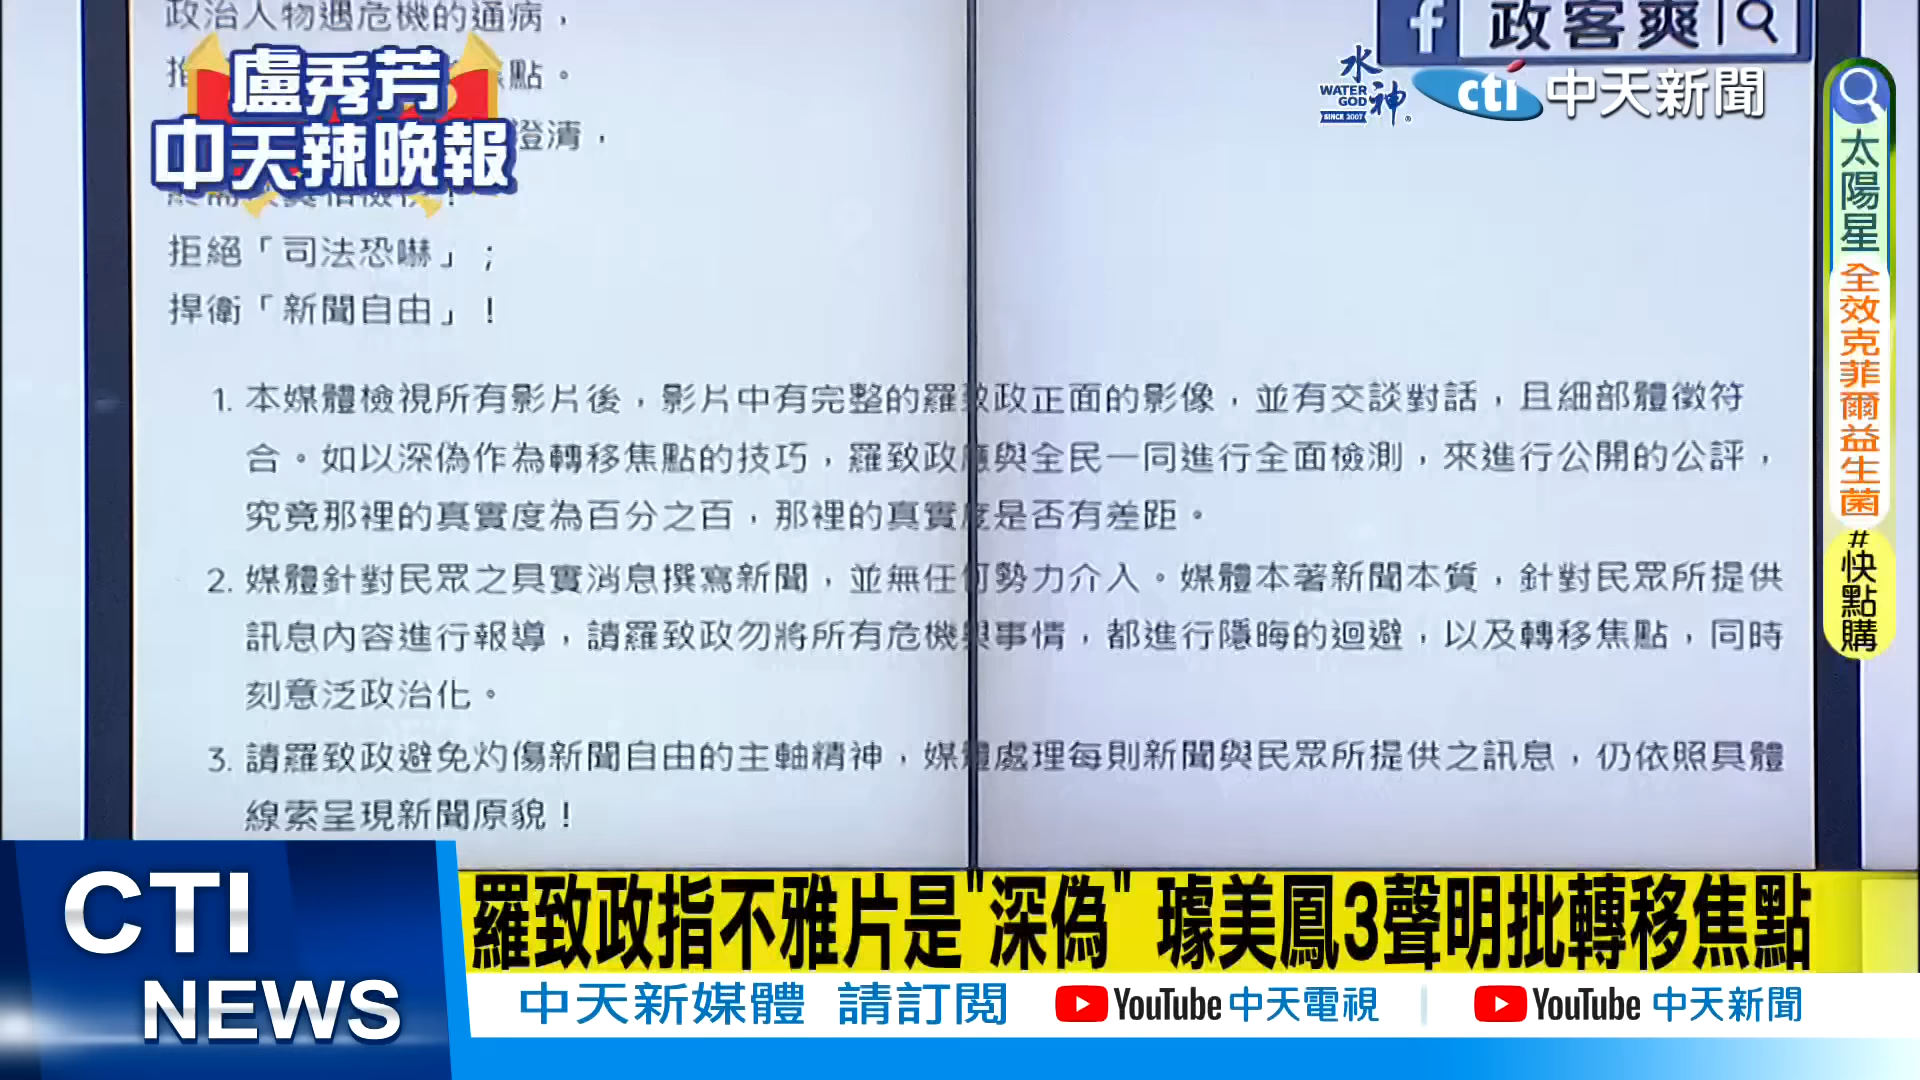 政治人物遇危機的通病，
推
焦點。
澄清，
拒絕「司法恐嚇」；
捍衛「新聞自由」！
1. 本媒體檢視所有影片後，影片中有完整的羅致政正面的影像，並有交談對話，且細部體徵符
合。如以深偽作為轉移焦點的技巧，羅致政應與全民一同進行全面檢測，來進行公開的公評，
究竟那裡的真實度為百分之百，那裡的真實度是否有差距。
2. 媒體針對民眾之具實消息撰寫新聞，並無任何勢力介入。媒體本著新聞本質，針對民眾所提供
訊息內容進行報導，請羅致政勿將所有危機與事情，都進行隱晦的迴避，以及轉移焦點，同時
刻意泛政治化。
3. 請羅致政避免灼傷新聞自由的主軸精神，媒體處理每則新聞與民眾所提供之訊息，仍依照具體
線索呈現新聞原貌！
盧秀芳
中天辣晚報
f 政客爽
水神
WATER
GOD
SINCE 2007
cti 中天新聞
太陽星
全效克菲爾益生菌
#快點購
CTI
NEWS
羅致政指不雅片是"深偽" 璩美鳳3聲明批轉移焦點
中天新媒體 請訂閱 YouTube 中天電視 | YouTube 中天新聞